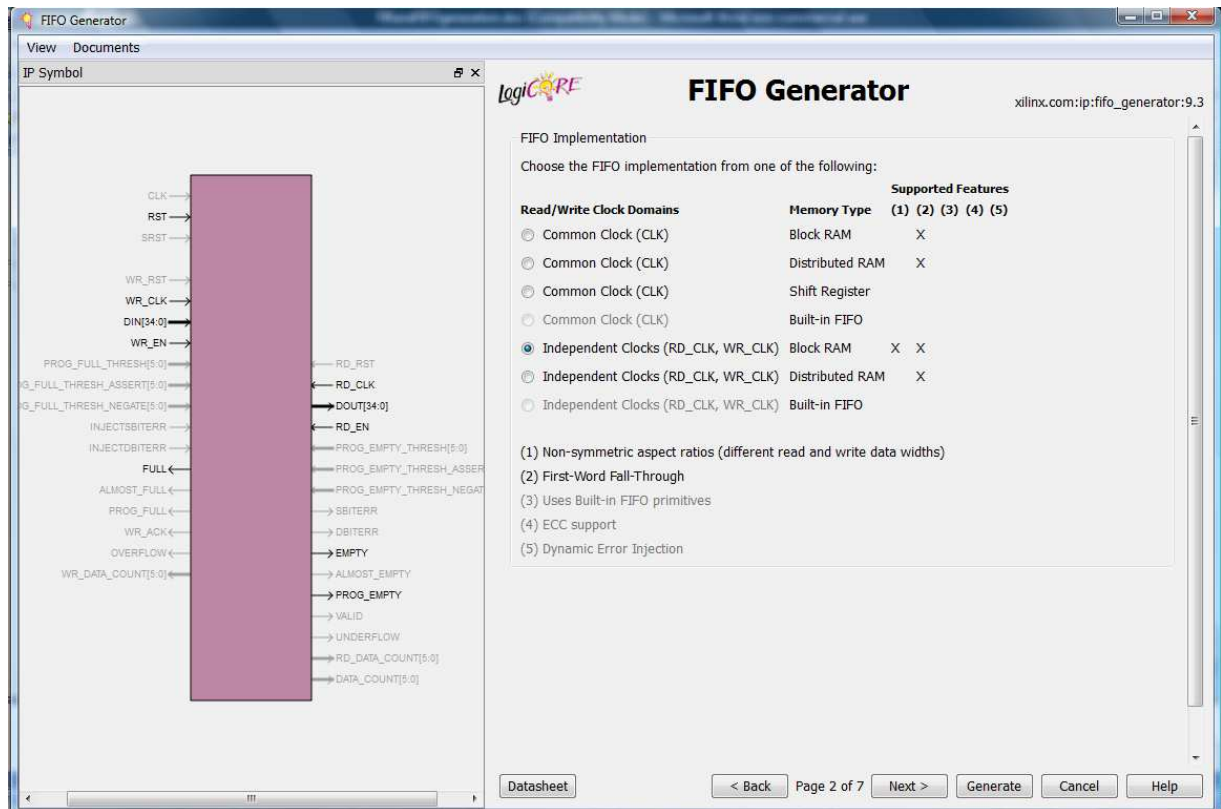 FIFO Generator
View Documents
IP Symbol
CLK
RST
SRST
WR_RST
WR_CLK
DIN[34:0]
WR_EN
PROG_FULL_THRESH[5:0]
G_FULL_THRESH_ASSERT[5:0]
G_FULL_THRESH_NEGATE[5:0]
INJECTSBITERR
INJECTDBITERR
FULL
ALMOST_FULL
PROG_FULL
WR_ACK
OVERFLOW
WR_DATA_COUNT[5:0]
RD_RST
RD_CLK
DOUT[34:0]
RD_EN
PROG_EMPTY_THRESH[5:0]
PROG_EMPTY_THRESH_ASSER
PROG_EMPTY_THRESH_NEGAT
SBITERR
DBITERR
EMPTY
ALMOST_EMPTY
PROG_EMPTY
VALID
UNDERFLOW
RD_DATA_COUNT[5:0]
DATA_COUNT[5:0]
LogiCORE
FIFO Generator
xilinx.com:ip:fifo_generator:9.3
FIFO Implementation
Choose the FIFO implementation from one of the following:
Supported Features
Read/Write Clock Domains Memory Type (1) (2) (3) (4) (5)
Common Clock (CLK) Block RAM X
Common Clock (CLK) Distributed RAM X
Common Clock (CLK) Shift Register
Common Clock (CLK) Built-in FIFO
Independent Clocks (RD_CLK, WR_CLK) Block RAM X X
Independent Clocks (RD_CLK, WR_CLK) Distributed RAM X
Independent Clocks (RD_CLK, WR_CLK) Built-in FIFO
(1) Non-symmetric aspect ratios (different read and write data widths)
(2) First-Word Fall-Through
(3) Uses Built-in FIFO primitives
(4) ECC support
(5) Dynamic Error Injection
Datasheet < Back Page 2 of 7 Next > Generate Cancel Help